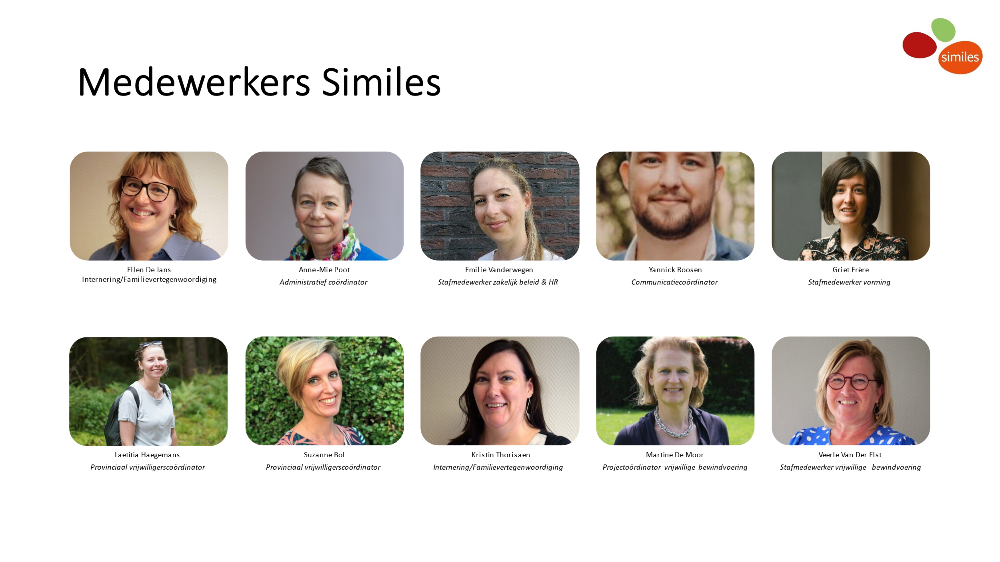 similes
Medewerkers Similes
Ellen De Jans
Internering/Familievertegenwoordiging
Anne-Mie Poot
Administratief coördinator
Emilie Vanderwegen
Stafmedewerker zakelijk beleid & HR
Yannick Roosen
Communicatiecoördinator
Griet Frère
Stafmedewerker vorming
Laetitia Haegemans
Provinciaal vrijwilligerscoördinator
Suzanne Bol
Provinciaal vrijwilligerscoördinator
Kristin Thorisaen
Internering/Familievertegenwoordiging
Martine De Moor
Projectoördinator vrijwillige bewindvoering
Veerle Van Der Elst
Stafmedewerker vrijwillige bewindvoering